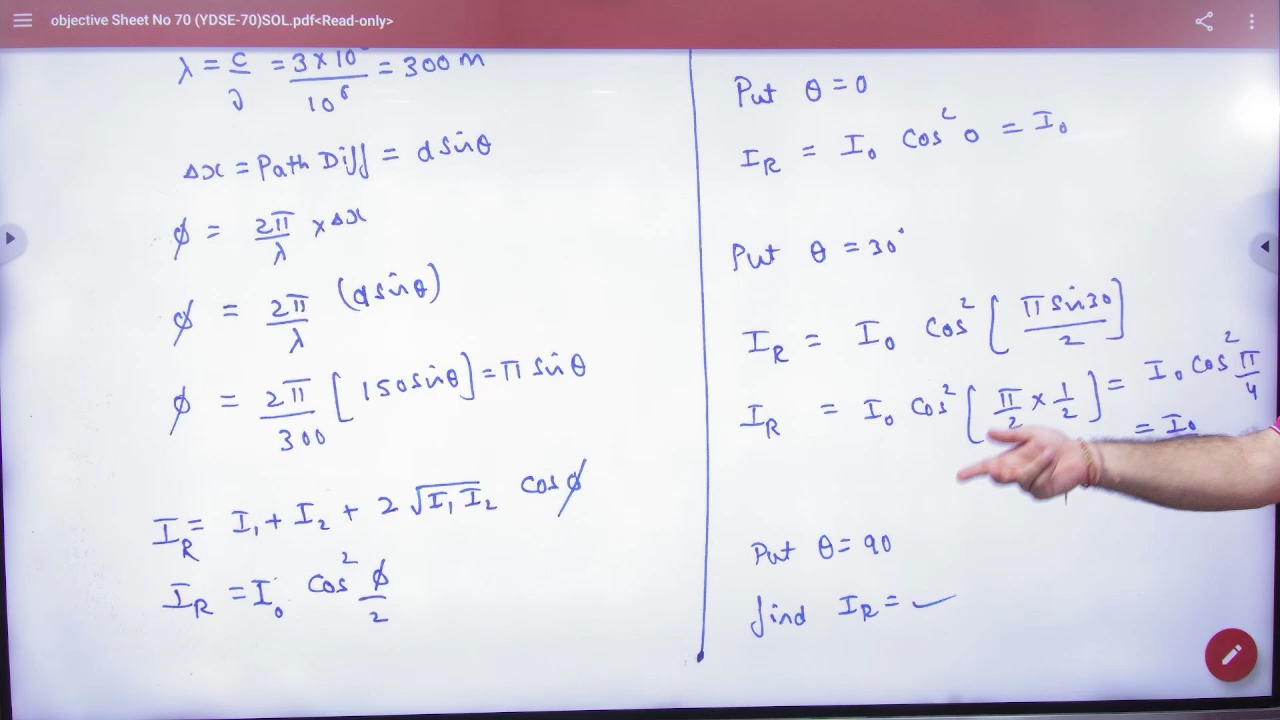 objective Sheet No 70 (YDSE-70)SOL.pdf<Read-only>
λ = c/ν = 3 × 10 / 10⁶ = 300 m
Δx = Path Diff = d sinθ
ϕ = 2π/λ × Δx
ϕ = 2π/λ (d sinθ)
ϕ = 2π/300 [150 sinθ] = π sinθ
I_R = I₁ + I₂ + 2 √I₁I₂ cos ϕ
I_R = I₀ cos² ϕ/2
Put θ = 0
I_R = I₀ cos² 0 = I₀
Put θ = 30°
I_R = I₀ cos² [π sin30/2]
I_R = I₀ cos² [π/2 × 1/2] = I₀ cos² π/4
= I₀
Put θ = 90
find I_R =